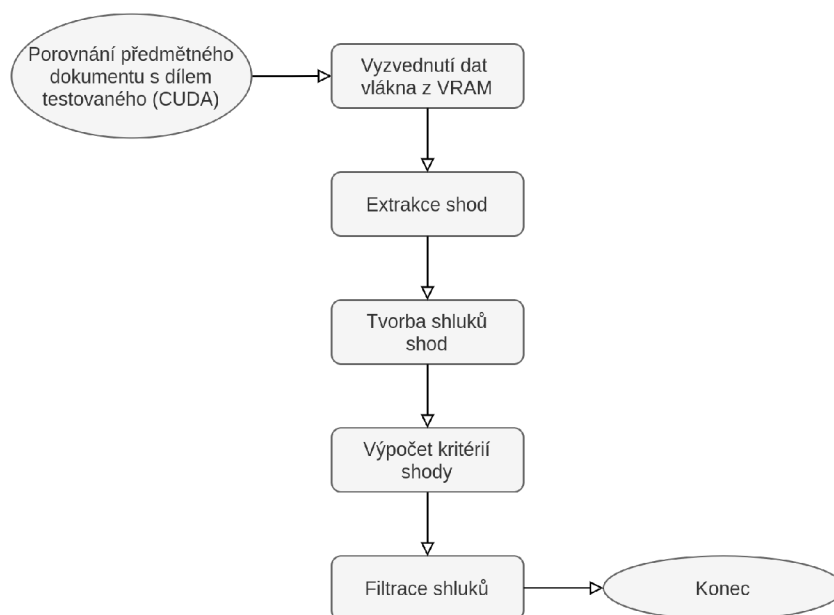 Porovnání předmětného
dokumentu s dílem
testovaného (CUDA)
Vyzvednutí dat
vlákna z VRAM
Extrakce shod
Tvorba shluků
shod
Výpočet kritérií
shody
Filtrace shluků
Konec